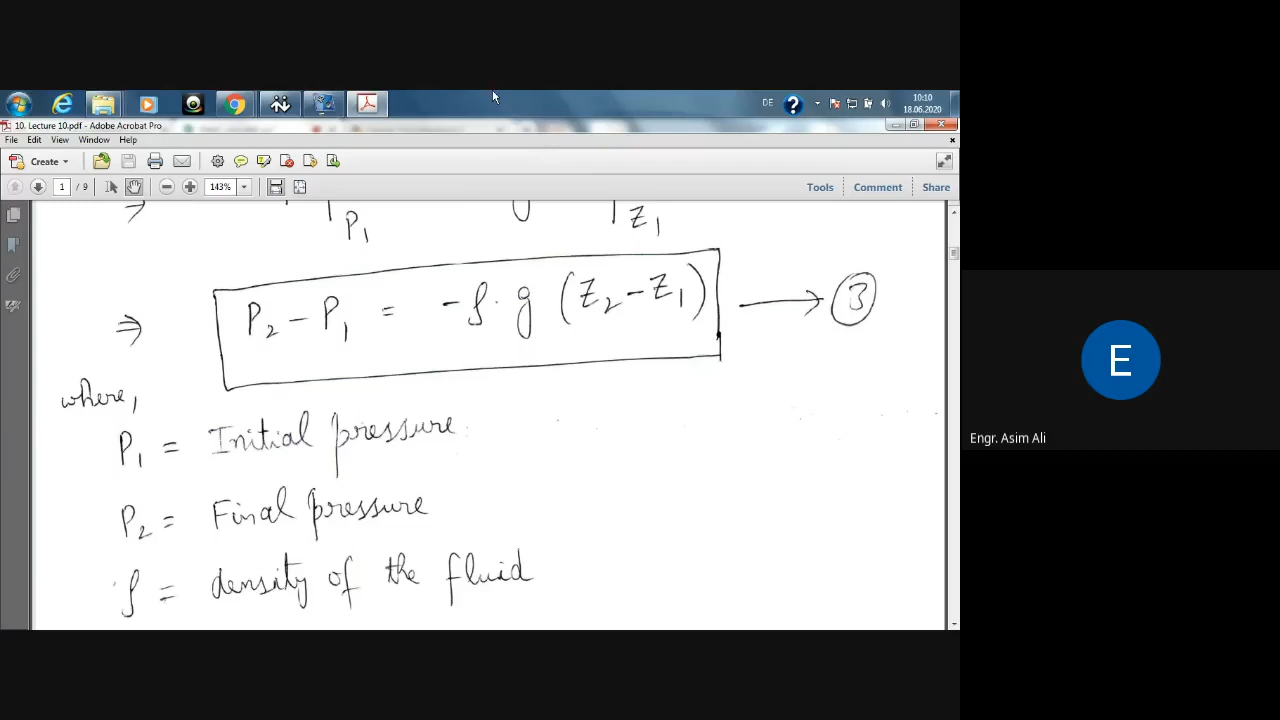 DE
10:10
18.06.2020
10. Lecture 10.pdf - Adobe Acrobat Pro
File Edit View Window Help
Create
1 / 9 143% Tools Comment Share
⇒ P₁ Z₁
⇒ P₂ - P₁ = -ρ. g (Z₂ - Z₁) → ③
where,
P₁ = Initial pressure
P₂ = Final pressure
ρ = density of the fluid
E
Engr. Asim Ali